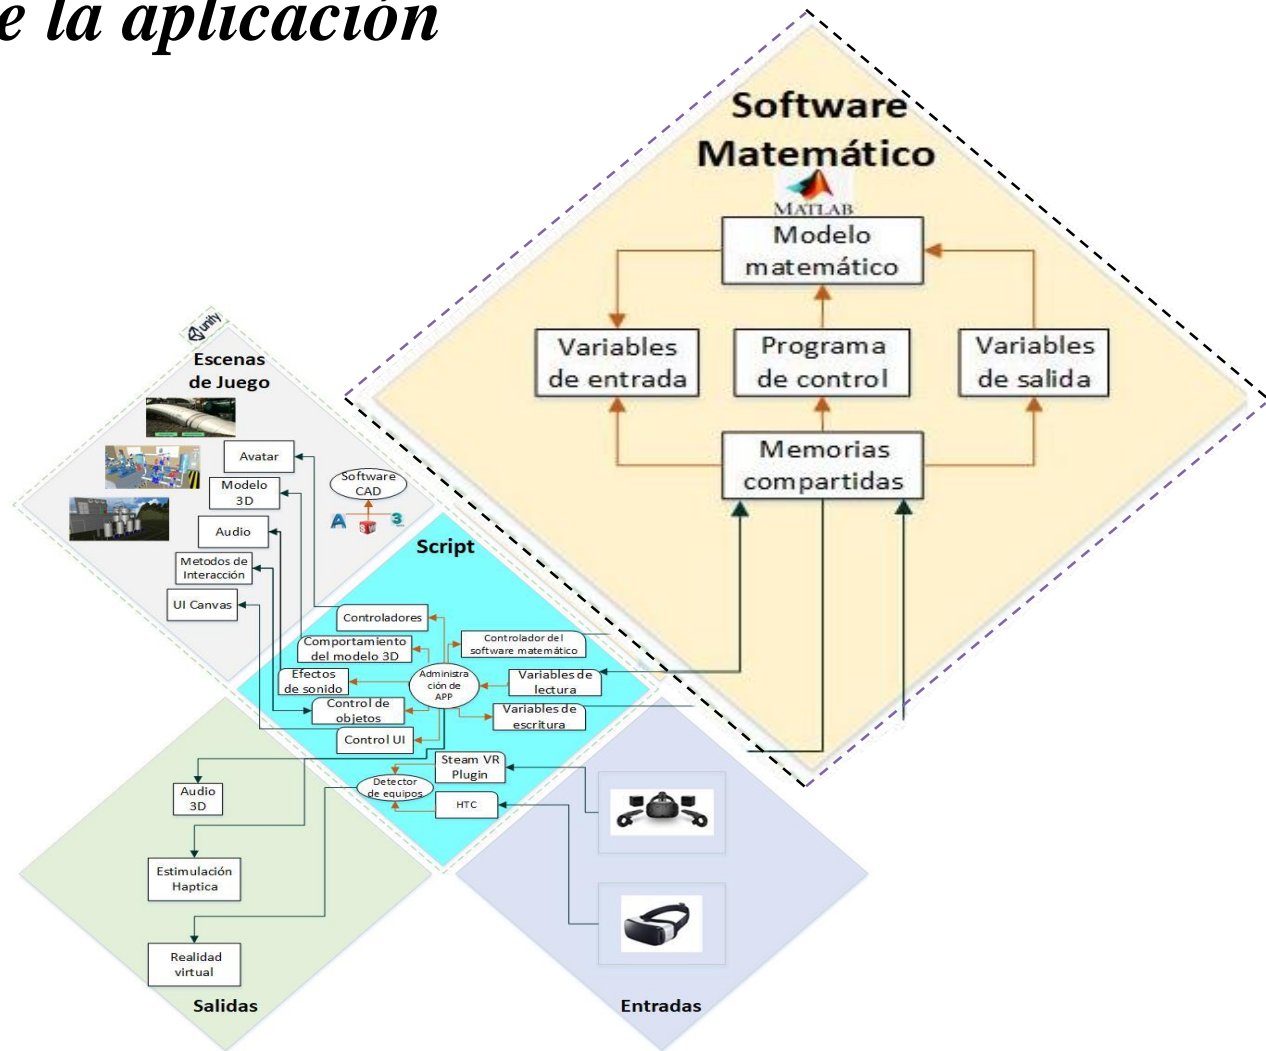 e la aplicación
Software
Matemático
MATLAB
Modelo
matemático
Variables
de entrada
Programa
de control
Variables
de salida
Memorias
compartidas
unity
Escenas
de Juego
Avatar
Modelo
3D
Audio
Metodos de
Interacción
UI Canvas
Software
CAD
A
3
Script
Controladores
Comportamiento
del modelo 3D
Efectos
de sonido
Control de
objetos
Control UI
Administra
ción de
APP
Controlador del
software matemático
Variables de
lectura
Variables de
escritura
Steam VR
Plugin
Detector
de equipos
HTC
Audio
3D
Estimulación
Haptica
Realidad
virtual
Salidas
Entradas